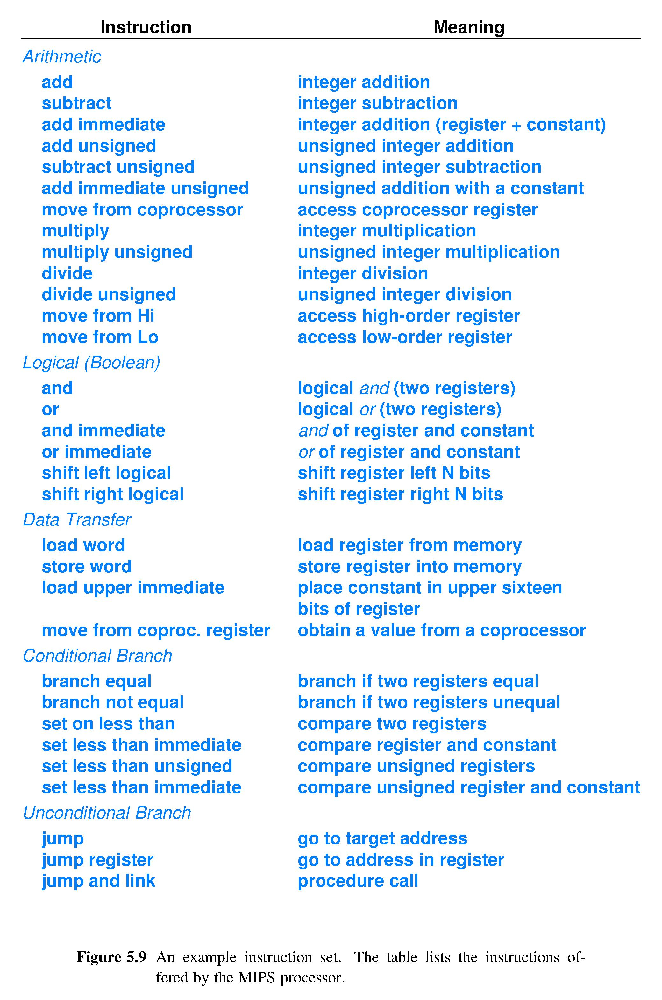 Instruction Meaning
Arithmetic
add integer addition
subtract integer subtraction
add immediate integer addition (register + constant)
add unsigned unsigned integer addition
subtract unsigned unsigned integer subtraction
add immediate unsigned unsigned addition with a constant
move from coprocessor access coprocessor register
multiply integer multiplication
multiply unsigned unsigned integer multiplication
divide integer division
divide unsigned unsigned integer division
move from Hi access high-order register
move from Lo access low-order register
Logical (Boolean)
and logical and (two registers)
or logical or (two registers)
and immediate and of register and constant
or immediate or of register and constant
shift left logical shift register left N bits
shift right logical shift register right N bits
Data Transfer
load word load register from memory
store word store register into memory
load upper immediate place constant in upper sixteen
bits of register
move from coproc. register obtain a value from a coprocessor
Conditional Branch
branch equal branch if two registers equal
branch not equal branch if two registers unequal
set on less than compare two registers
set less than immediate compare register and constant
set less than unsigned compare unsigned registers
set less than immediate compare unsigned register and constant
Unconditional Branch
jump go to target address
jump register go to address in register
jump and link procedure call
Figure 5.9 An example instruction set. The table lists the instructions of-
fered by the MIPS processor.